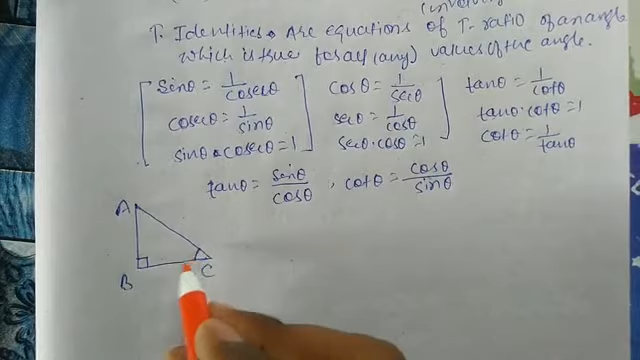 (involving
T. Identities • Are equations of T-ratio of an angle
which is true for all (any) values of the angle.
sinθ = 1/cosecθ cosθ = 1/secθ tanθ = 1/cotθ
cosecθ = 1/sinθ secθ = 1/cosθ tanθ·cotθ = 1
sinθ • cosecθ = 1 secθ·cosθ = 1 cotθ = 1/tanθ
tanθ = sinθ/cosθ , cotθ = cosθ/sinθ
A
B C